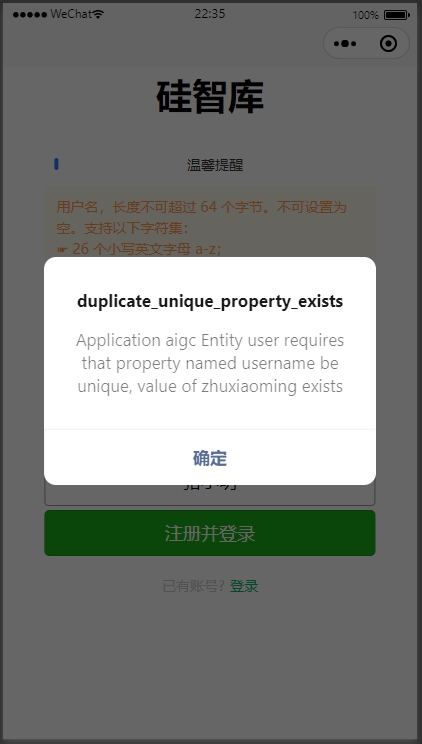 WeChat 22:35 100%
硅智库
温馨提醒
用户名，长度不可超过 64 个字节。不可设置为
空。支持以下字符集：
☛ 26 个小写英文字母 a-z；
duplicate_unique_property_exists
Application aigc Entity user requires
that property named username be
unique, value of zhuxiaoming exists
确定
注册并登录
已有账号？登录